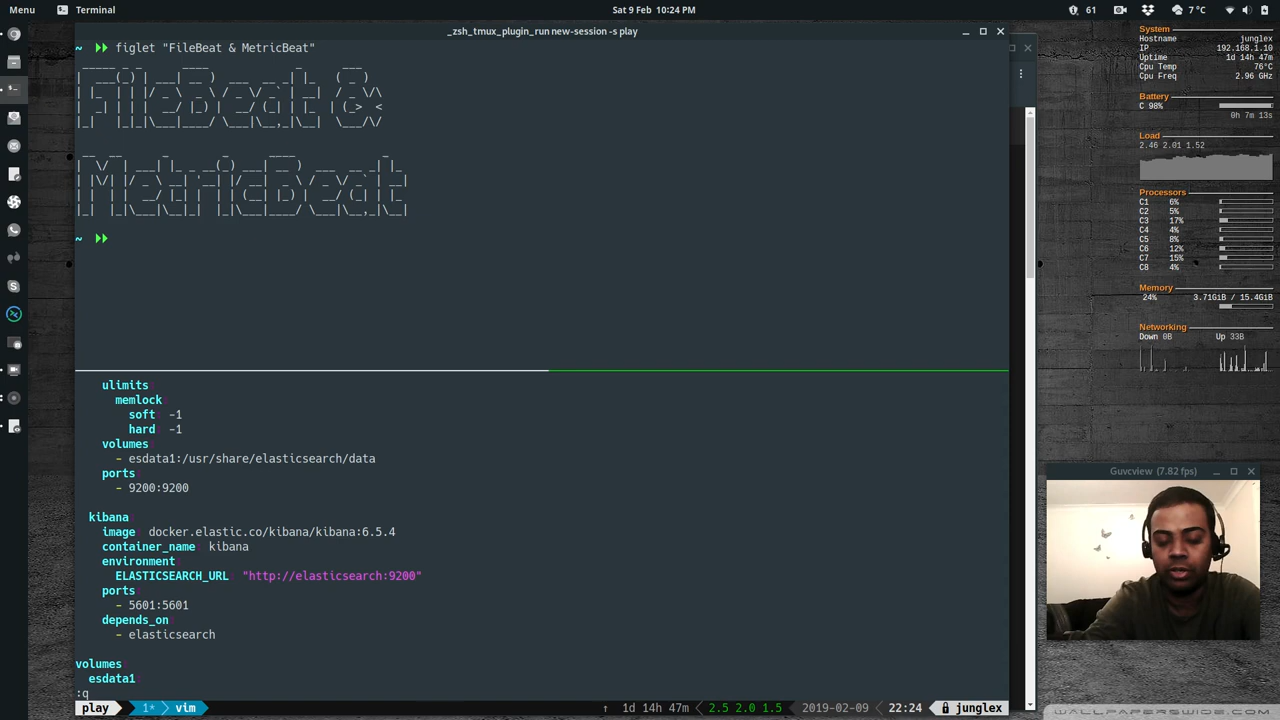 Menu Terminal Sat 9 Feb 10:24 PM 61 7°C
_zsh_tmux_plugin_run new-session -s play
~ figlet "FileBeat & MetricBeat"
FileBeat &
MetricBeat
~
ulimits:
memlock:
soft: -1
hard: -1
volumes:
- esdata1:/usr/share/elasticsearch/data
ports:
- 9200:9200
kibana:
image: docker.elastic.co/kibana/kibana:6.5.4
container_name: kibana
environment:
ELASTICSEARCH_URL: "http://elasticsearch:9200"
ports:
- 5601:5601
depends_on:
- elasticsearch
volumes:
esdata1:
:q
play 1* vim ↑ 1d 14h 47m 2.5 2.0 1.5 2019-02-09 22:24 junglex
System
Hostname junglex
IP 192.168.1.10
Uptime 1d 14h 47m
Cpu Temp 76°C
Cpu Freq 2.96 GHz
Battery
C 98%
0h 7m 13s
Load
2.46 2.01 1.52
Processors
C1 6%
C2 5%
C3 17%
C4 4%
C5 8%
C6 12%
C7 15%
C8 4%
Memory
24% 3.71GiB / 15.4GiB
Networking
Down 0B Up 33B
Guvcview (7.82 fps)
WALLPAPERSWIDE.COM